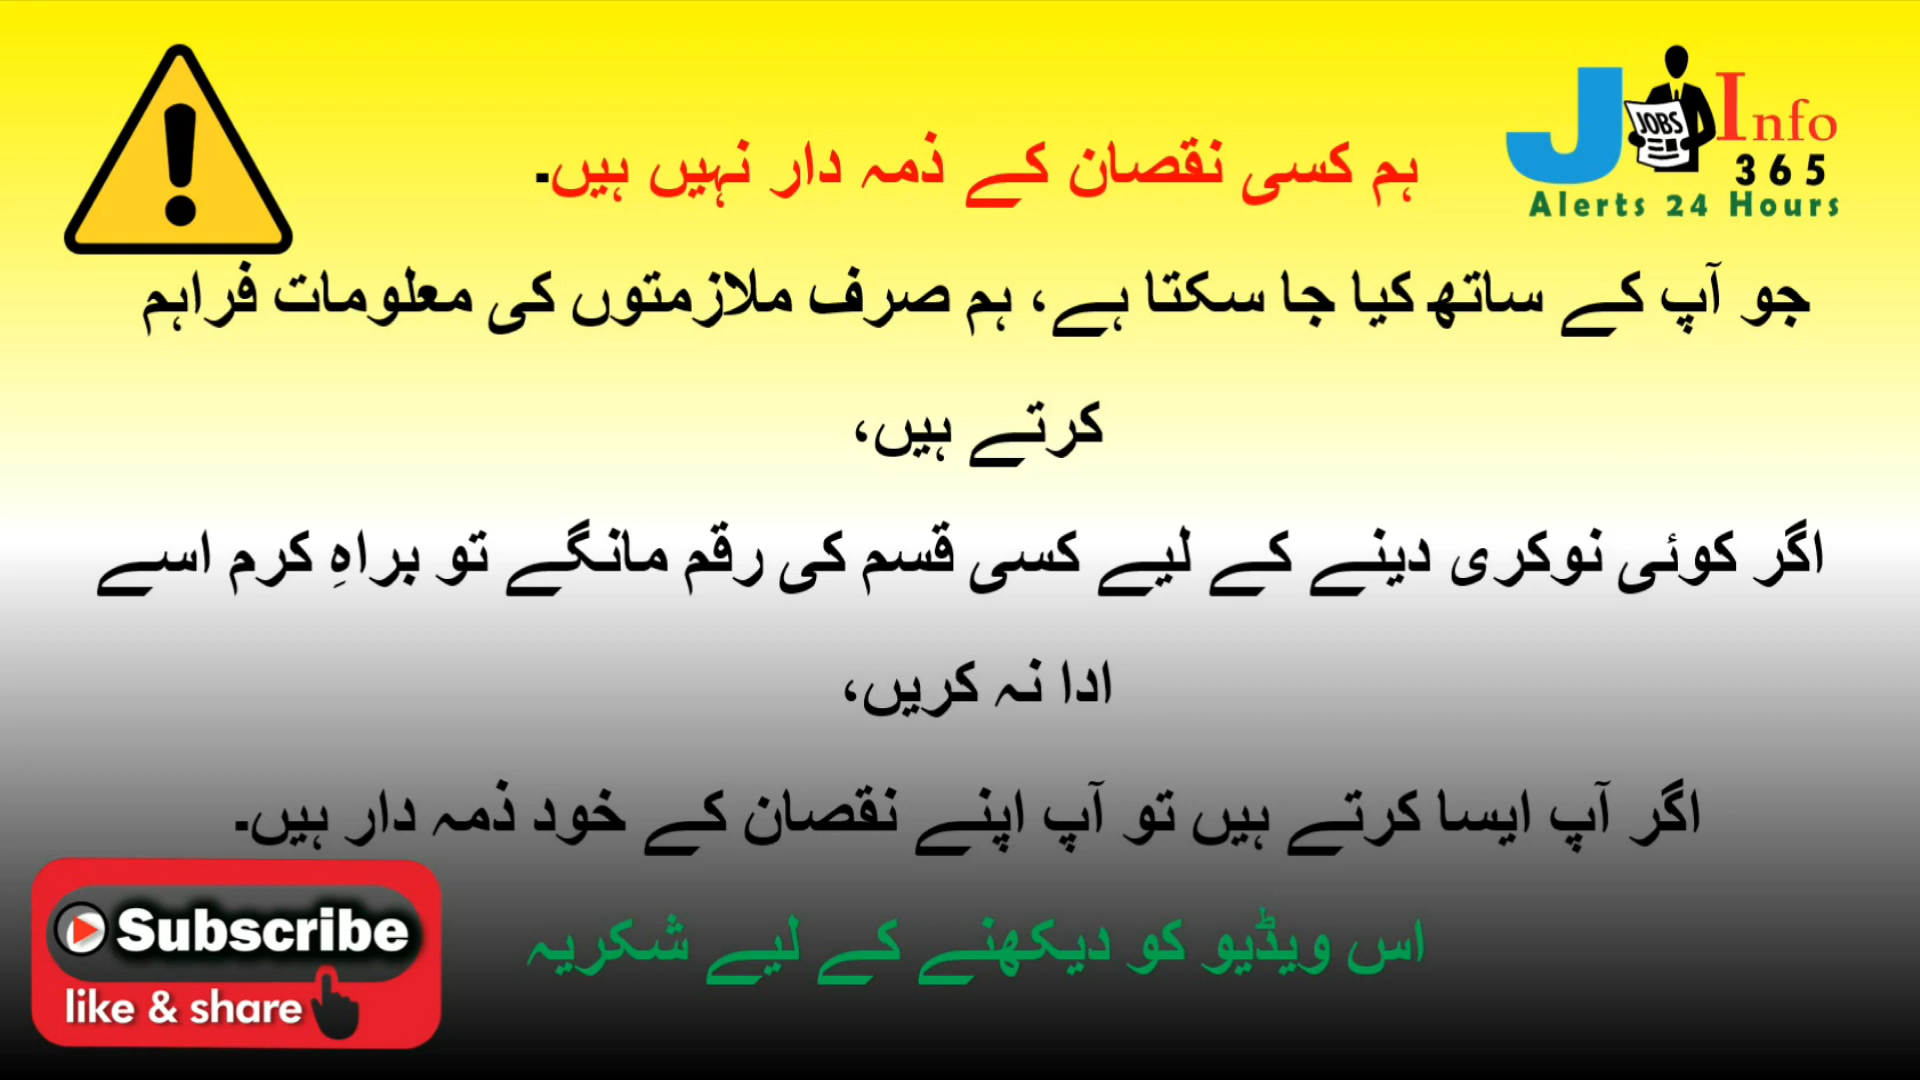 J Info
JOBS
365
Alerts 24 Hours
ہم کسی نقصان کے ذمہ دار نہیں ہیں۔
جو آپ کے ساتھ کیا جا سکتا ہے، ہم صرف ملازمتوں کی معلومات فراہم
کرتے ہیں،
اگر کوئی نوکری دینے کے لیے کسی قسم کی رقم مانگے تو براہِ کرم اسے
ادا نہ کریں،
اگر آپ ایسا کرتے ہیں تو آپ اپنے نقصان کے خود ذمہ دار ہیں۔
اس ویڈیو کو دیکھنے کے لیے شکریہ
Subscribe
like & share